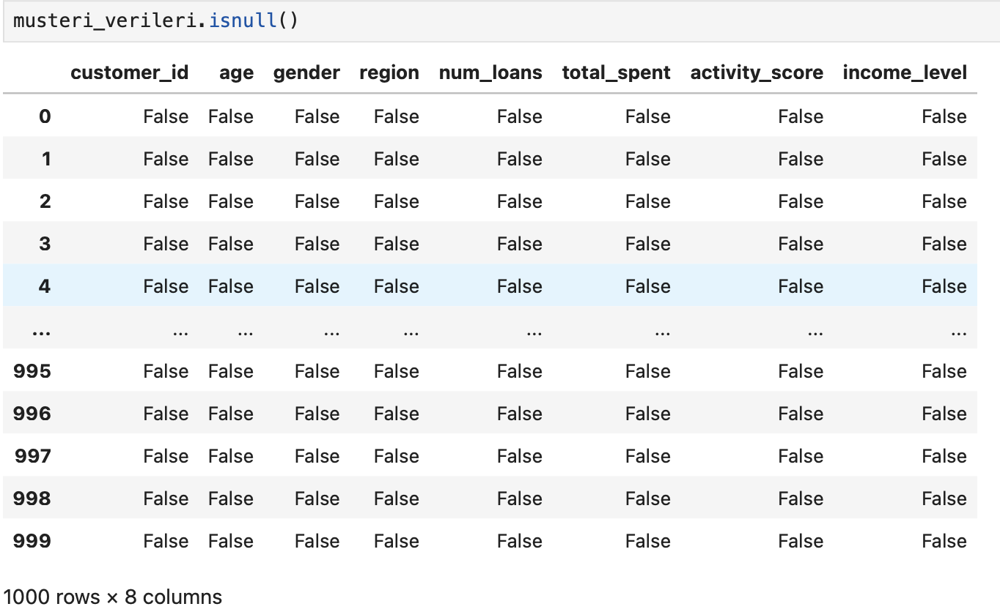 musteri_verileri.isnull()
customer_id age gender region num_loans total_spent activity_score income_level
0 False False False False False False False False
1 False False False False False False False False
2 False False False False False False False False
3 False False False False False False False False
4 False False False False False False False False
... ... ... ... ... ... ... ... ...
995 False False False False False False False False
996 False False False False False False False False
997 False False False False False False False False
998 False False False False False False False False
999 False False False False False False False False
1000 rows × 8 columns